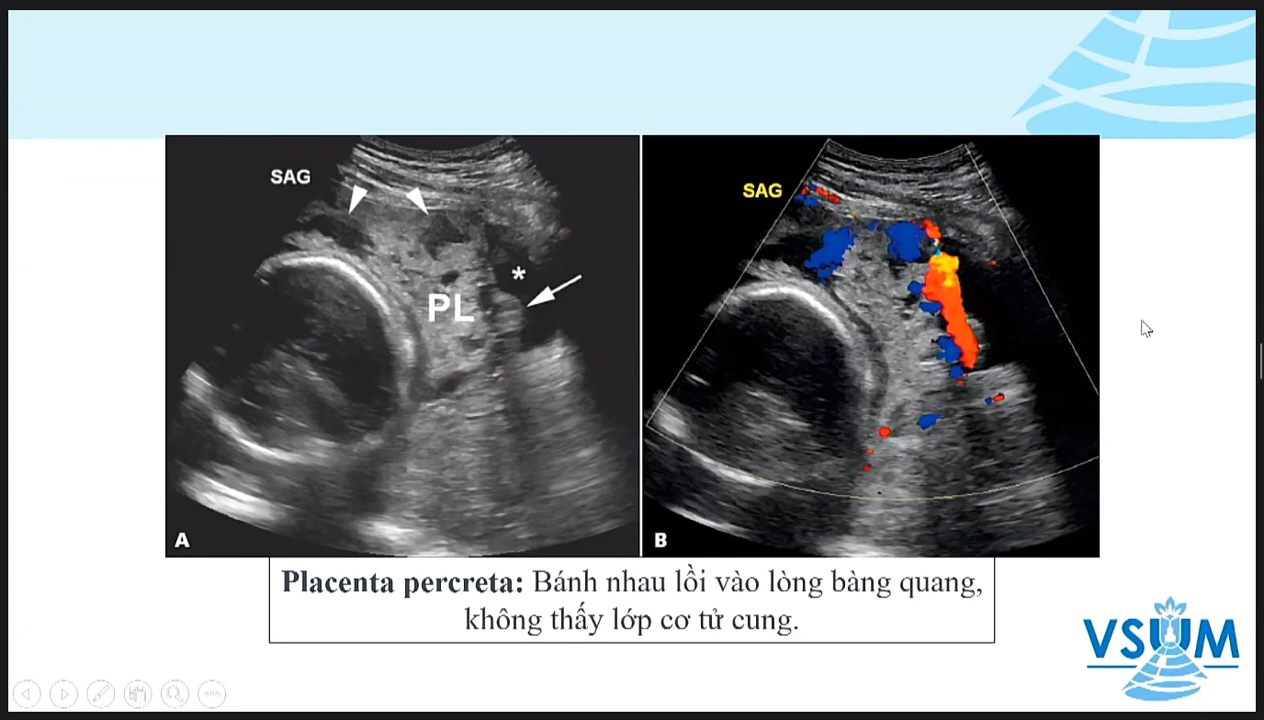 SAG
PL
*
A
SAG
B
Placenta percreta: Bánh nhau lồi vào lòng bàng quang,
không thấy lớp cơ tử cung.
VSUM